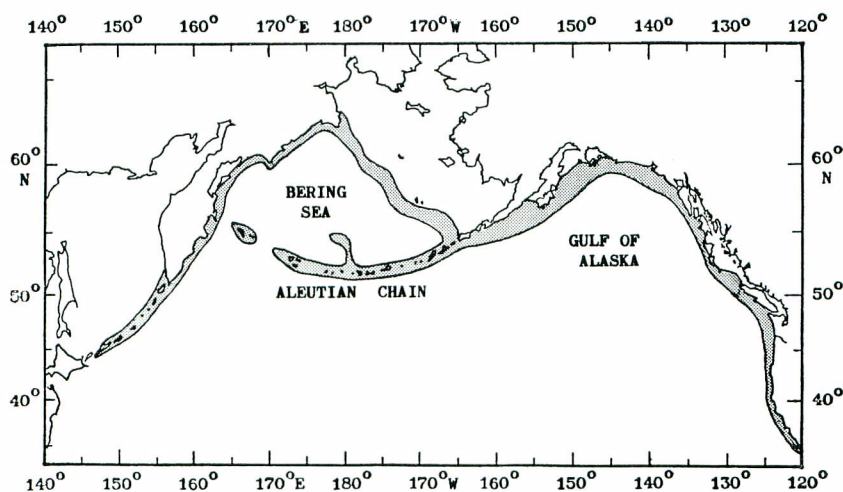 140° 150° 160° 170° E 180° 170° W 160° 150° 140° 130° 120°
60° 60°
N N
BERING
SEA
GULF OF
ALASKA
50° 50°
ALEUTIAN CHAIN
40° 40°
140° 150° 160° 170° E 180° 170° W 160° 150° 140° 130° 120°